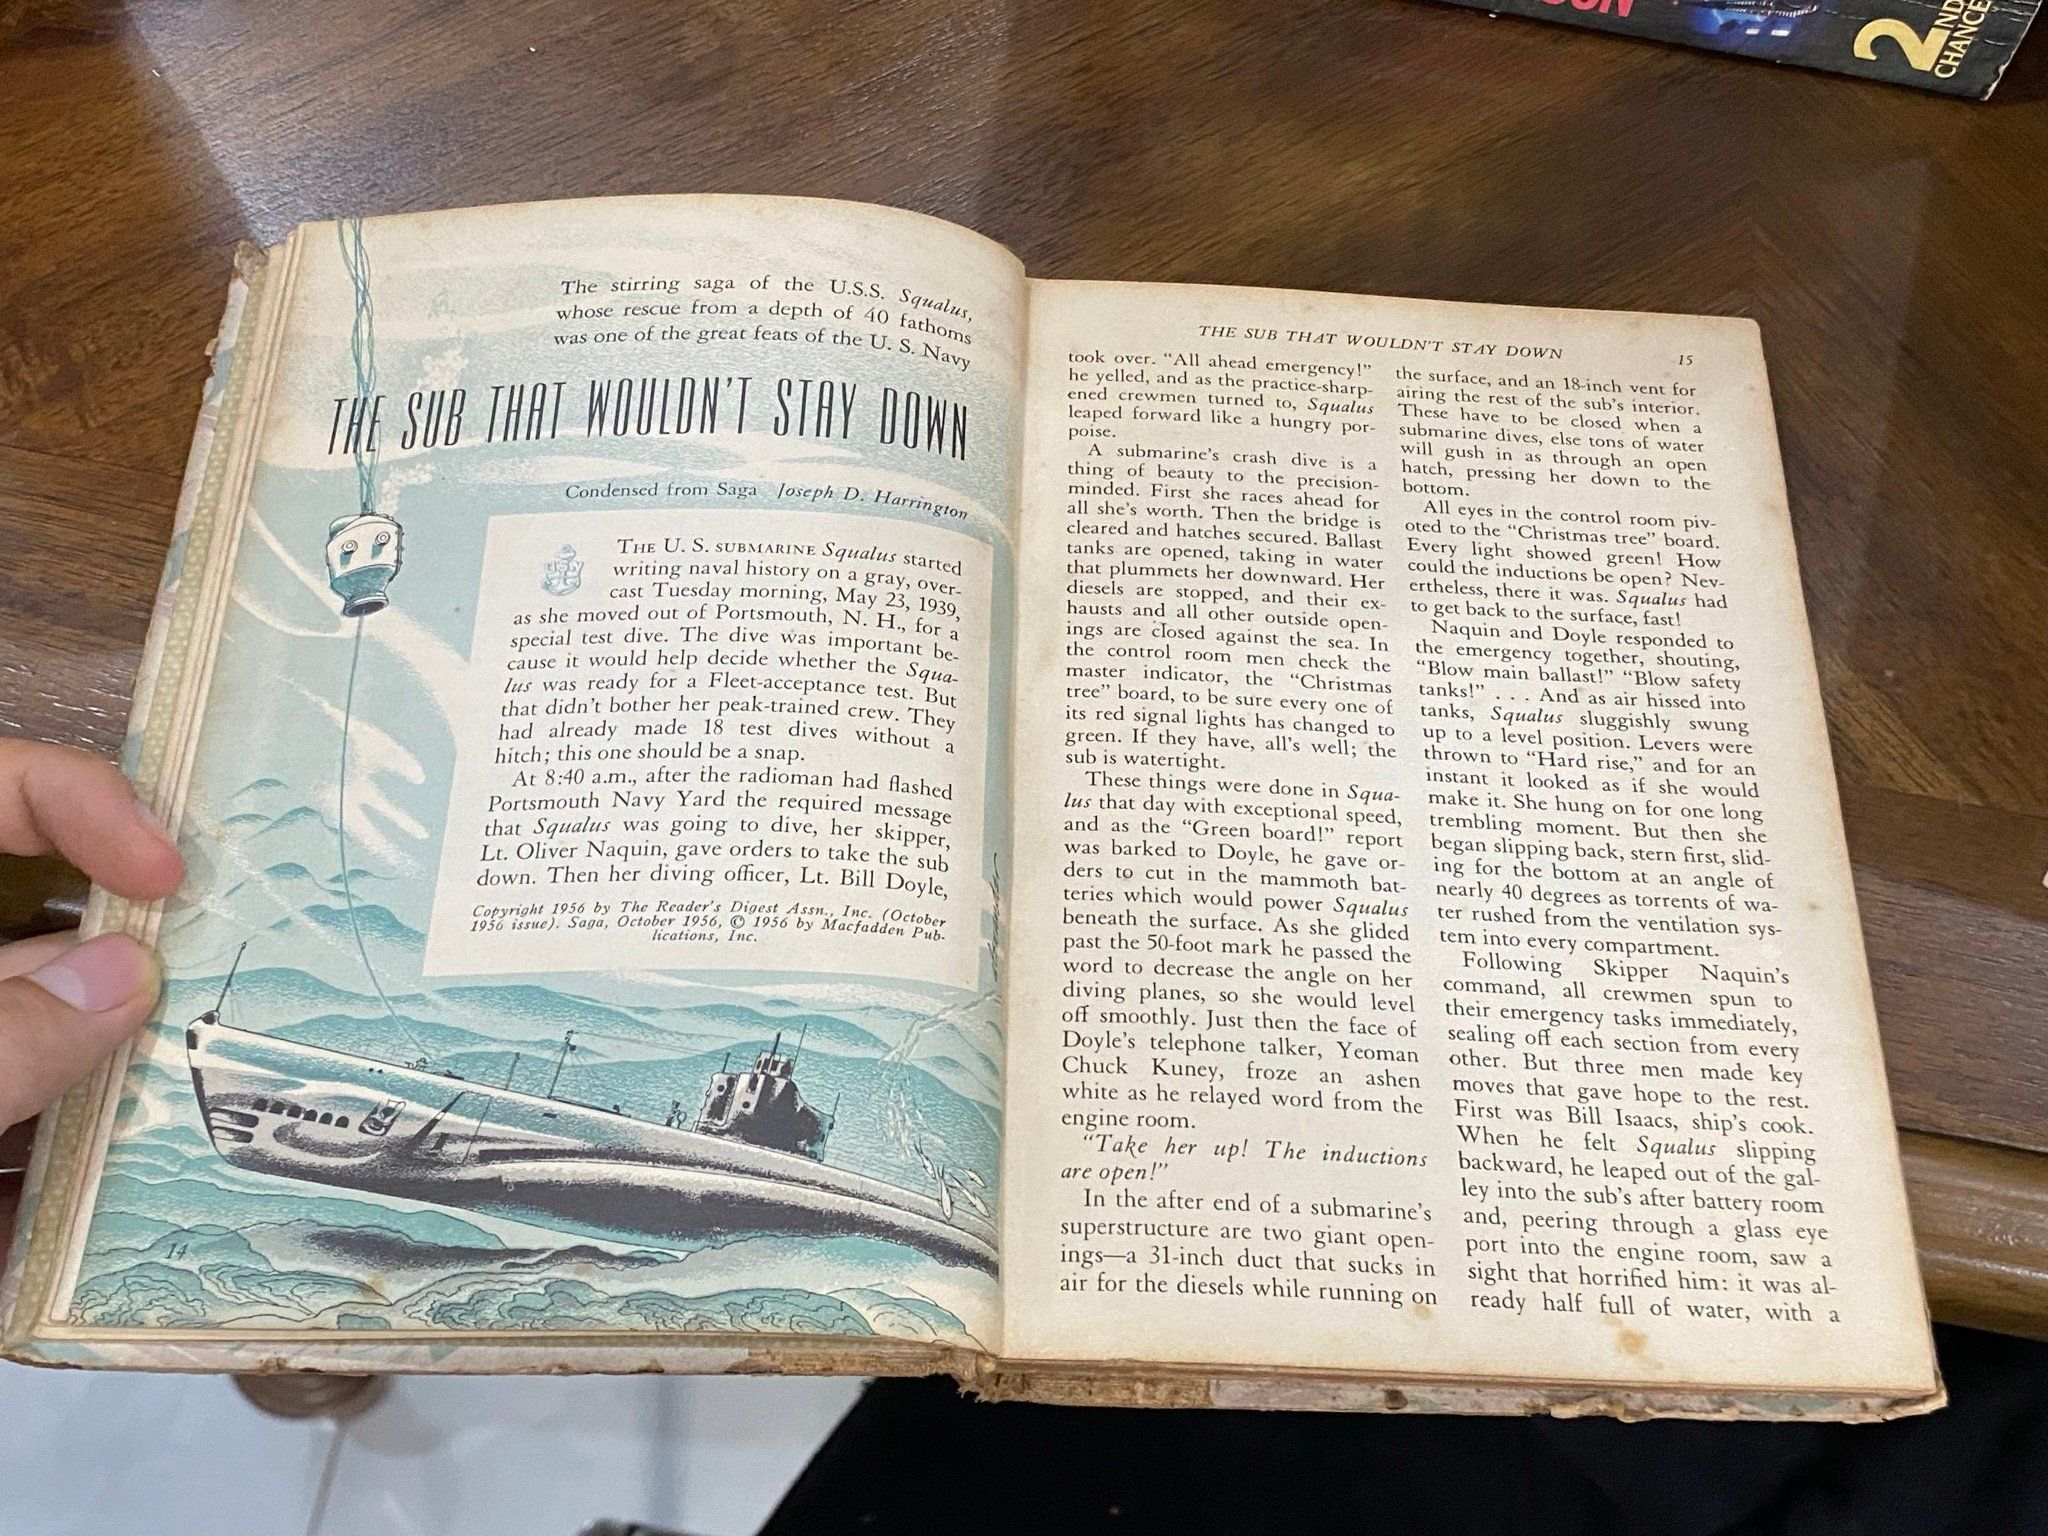 2ND
CHANCE
The stirring saga of the U.S.S. Squalus,
whose rescue from a depth of 40 fathoms
was one of the great feats of the U. S. Navy
THE SUB THAT WOULDN'T STAY DOWN
Condensed from Saga Joseph D. Harrington
THE U. S. SUBMARINE Squalus started
writing naval history on a gray, over-
cast Tuesday morning, May 23, 1939,
as she moved out of Portsmouth, N. H., for a
special test dive. The dive was important be-
cause it would help decide whether the Squa-
lus was ready for a Fleet-acceptance test. But
that didn't bother her peak-trained crew. They
had already made 18 test dives without a
hitch; this one should be a snap.
At 8:40 a.m., after the radioman had flashed
Portsmouth Navy Yard the required message
that Squalus was going to dive, her skipper,
Lt. Oliver Naquin, gave orders to take the sub
down. Then her diving officer, Lt. Bill Doyle,
Copyright 1956 by The Reader's Digest Assn., Inc. (October
1956 issue). Saga, October 1956, © 1956 by Macfadden Pub-
lications, Inc.
14
THE SUB THAT WOULDN'T STAY DOWN 15
took over. "All ahead emergency!"
he yelled, and as the practice-sharp-
ened crewmen turned to, Squalus
leaped forward like a hungry por-
poise.
A submarine's crash dive is a
thing of beauty to the precision-
minded. First she races ahead for
all she's worth. Then the bridge is
cleared and hatches secured. Ballast
tanks are opened, taking in water
that plummets her downward. Her
diesels are stopped, and their ex-
hausts and all other outside open-
ings are closed against the sea. In
the control room men check the
master indicator, the "Christmas
tree" board, to be sure every one of
its red signal lights has changed to
green. If they have, all's well; the
sub is watertight.
These things were done in Squa-
lus that day with exceptional speed,
and as the "Green board!" report
was barked to Doyle, he gave or-
ders to cut in the mammoth bat-
teries which would power Squalus
beneath the surface. As she glided
past the 50-foot mark he passed the
word to decrease the angle on her
diving planes, so she would level
off smoothly. Just then the face of
Doyle's telephone talker, Yeoman
Chuck Kuney, froze an ashen
white as he relayed word from the
engine room.
"Take her up! The inductions
are open!"
In the after end of a submarine's
superstructure are two giant open-
ings—a 31-inch duct that sucks in
air for the diesels while running on
the surface, and an 18-inch vent for
airing the rest of the sub's interior.
These have to be closed when a
submarine dives, else tons of water
will gush in as through an open
hatch, pressing her down to the
bottom.
All eyes in the control room piv-
oted to the "Christmas tree" board.
Every light showed green! How
could the inductions be open? Nev-
ertheless, there it was. Squalus had
to get back to the surface, fast!
Naquin and Doyle responded to
the emergency together, shouting,
"Blow main ballast!" "Blow safety
tanks!" . . . And as air hissed into
tanks, Squalus sluggishly swung
up to a level position. Levers were
thrown to "Hard rise," and for an
instant it looked as if she would
make it. She hung on for one long
trembling moment. But then she
began slipping back, stern first, slid-
ing for the bottom at an angle of
nearly 40 degrees as torrents of wa-
ter rushed from the ventilation sys-
tem into every compartment.
Following Skipper Naquin's
command, all crewmen spun to
their emergency tasks immediately,
sealing off each section from every
other. But three men made key
moves that gave hope to the rest.
First was Bill Isaacs, ship's cook.
When he felt Squalus slipping
backward, he leaped out of the gal-
ley into the sub's after battery room
and, peering through a glass eye
port into the engine room, saw a
sight that horrified him: it was al-
ready half full of water, with a